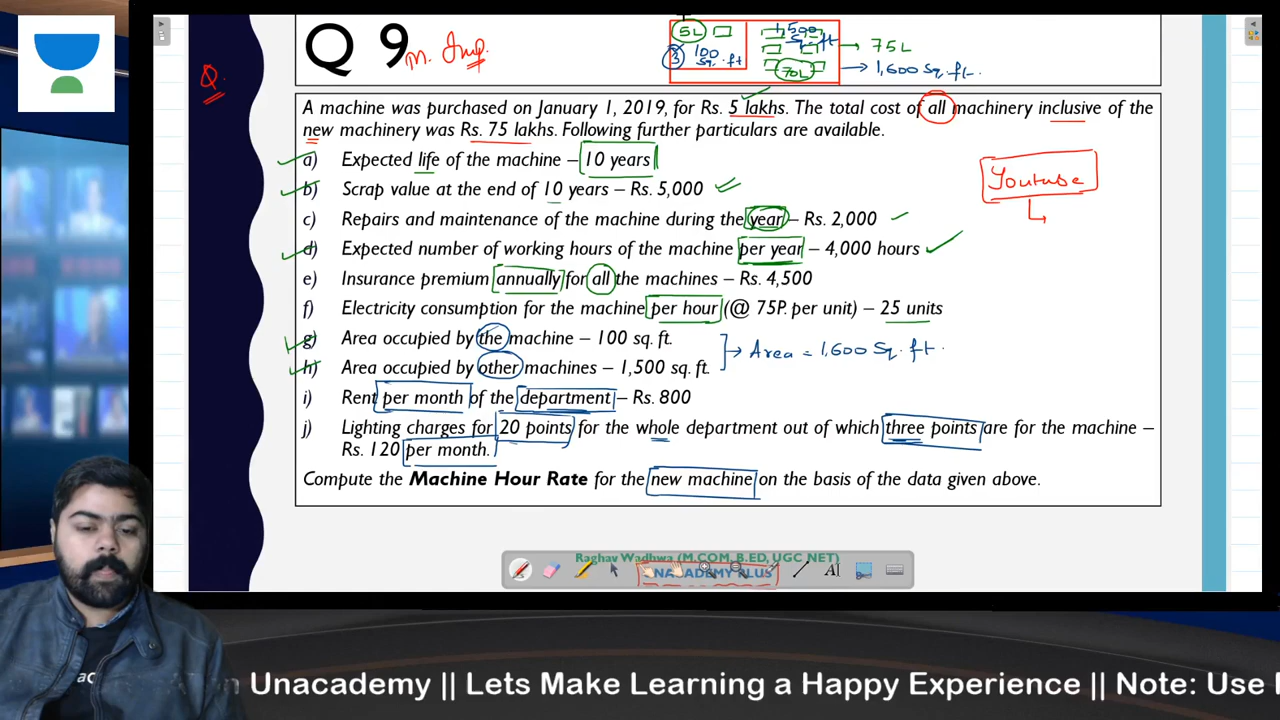 Q 9
m. Imp.
Q.
5L
100
Sq. ft
1,500
Sq. ft
70L
→ 75L
→ 1,600 Sq. ft.
A machine was purchased on January 1, 2019, for Rs. 5 lakhs. The total cost of all machinery inclusive of the
new machinery was Rs. 75 lakhs. Following further particulars are available.
a) Expected life of the machine – 10 years
b) Scrap value at the end of 10 years – Rs. 5,000
c) Repairs and maintenance of the machine during the year – Rs. 2,000
d) Expected number of working hours of the machine per year – 4,000 hours
e) Insurance premium annually for all the machines – Rs. 4,500
f) Electricity consumption for the machine per hour (@ 75P. per unit) – 25 units
g) Area occupied by the machine – 100 sq. ft.
h) Area occupied by other machines – 1,500 sq. ft.
→ Area = 1,600 Sq. ft.
i) Rent per month of the department – Rs. 800
j) Lighting charges for 20 points for the whole department out of which three points are for the machine –
Rs. 120 per month.
Compute the Machine Hour Rate for the new machine on the basis of the data given above.
Youtube
Raghav Wadhwa (M.COM, B.ED, UGC NET)
UNACADEMY PLUS
Unacademy || Lets Make Learning a Happy Experience || Note: Use